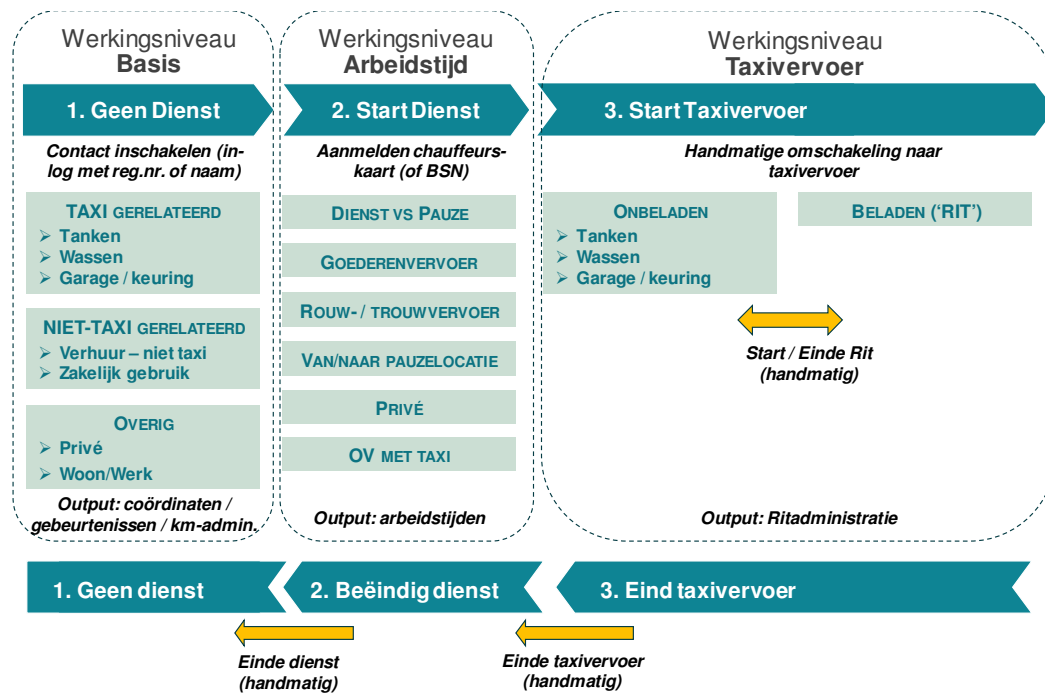 Werkingsniveau
Basis
1. Geen Dienst
Contact inschakelen (in-
log met reg.nr. of naam)
TAXI GERELATEERD
Tanken
Wassen
Garage / keuring
NIET-TAXI GERELATEERD
Verhuur – niet taxi
Zakelijk gebruik
OVERIG
Privé
Woon/Werk
Output: coördinaten /
gebeurtenissen / km-admin.
Werkingsniveau
Arbeidstijd
2. Start Dienst
Aanmelden chauffeurs-
kaart (of BSN)
DIENST VS PAUZE
GOEDERENVERVOER
ROUW- / TROUWVERVOER
VAN/NAAR PAUZELOCATIE
PRIVÉ
OV MET TAXI
Output: arbeidstijden
Werkingsniveau
Taxivervoer
3. Start Taxivervoer
Handmatige omschakeling naar
taxivervoer
ONBELADEN
Tanken
Wassen
Garage / keuring
BELADEN (‘RIT’)
Start / Einde Rit
(handmatig)
Output: Ritadministratie
1. Geen dienst
2. Beëindig dienst
3. Eind taxivervoer
Einde dienst
(handmatig)
Einde taxivervoer
(handmatig)